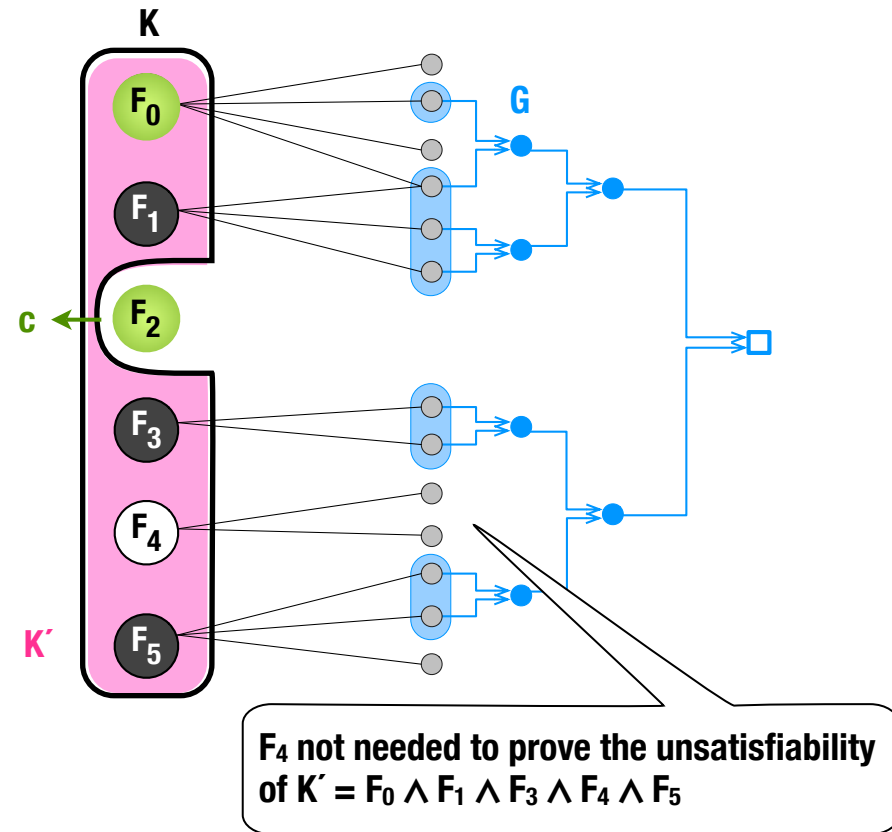 K
F₀
G
F₁
c
F₂
F₃
F₄
K´
F₅
F₄ not needed to prove the unsatisfiability
of K´ = F₀ ∧ F₁ ∧ F₃ ∧ F₄ ∧ F₅